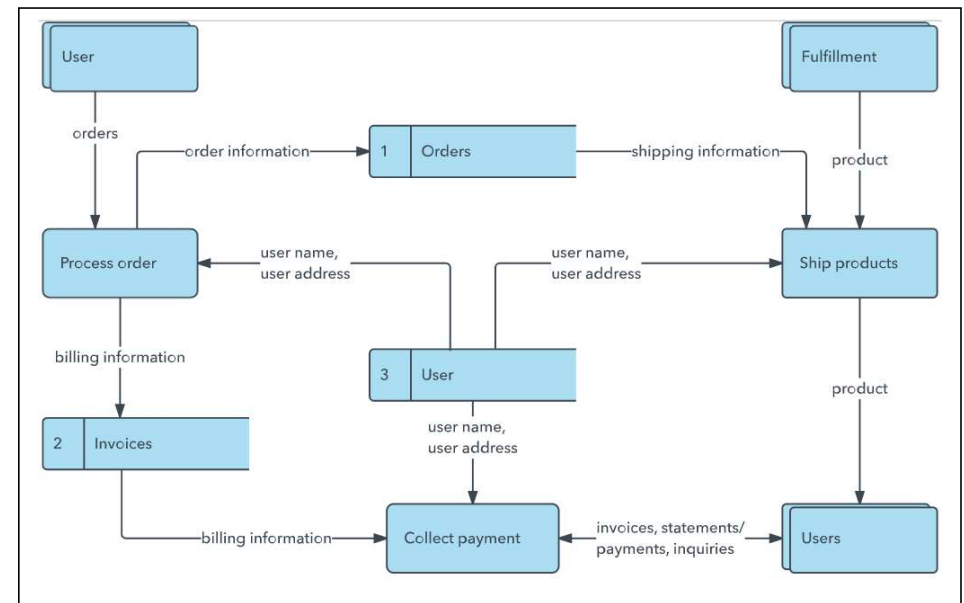 User
Fulfillment
orders
order information
1 Orders
shipping information
product
Process order
user name,
user address
user name,
user address
Ship products
billing information
3 User
product
2 Invoices
user name,
user address
billing information
Collect payment
invoices, statements/
payments, inquiries
Users